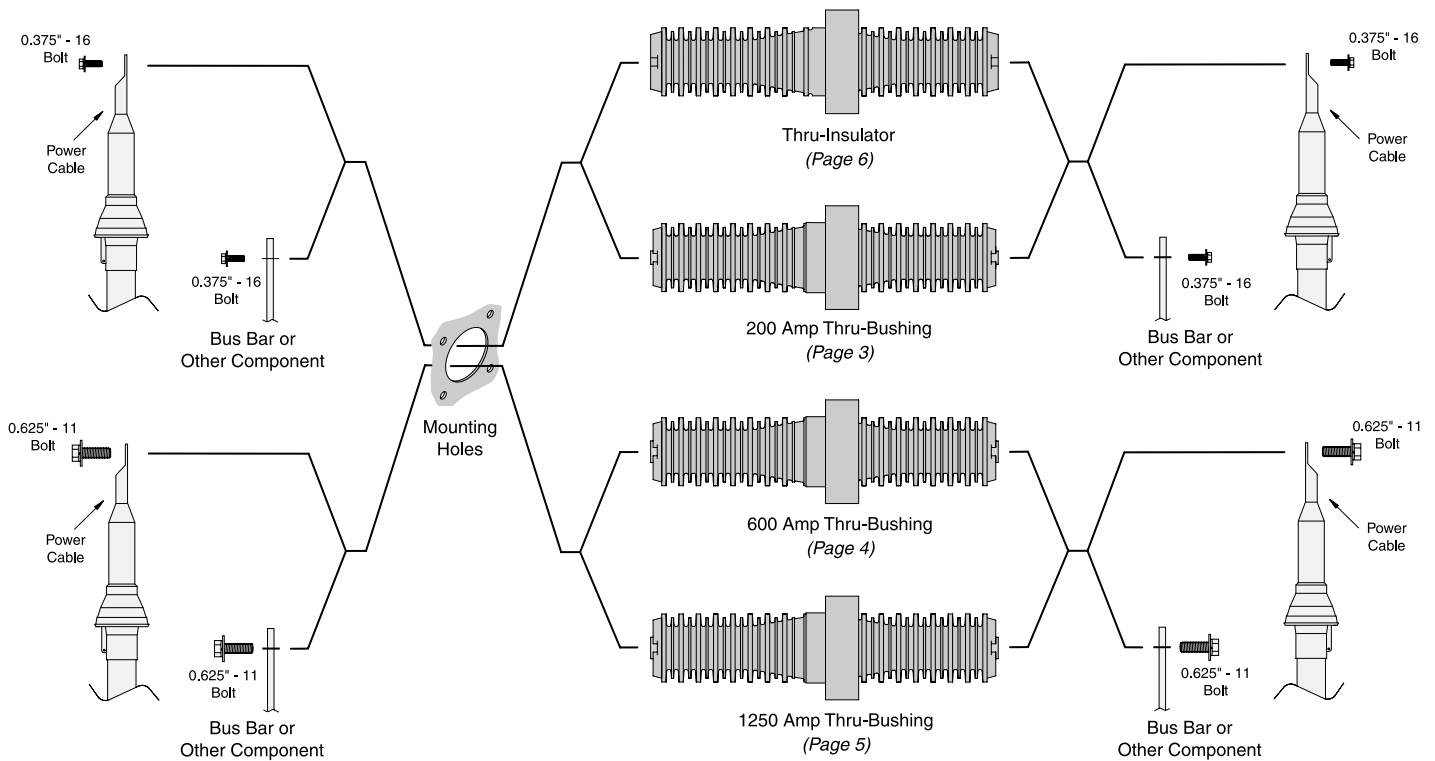 0.375" - 16
Bolt
Power
Cable
0.375" - 16
Bolt
Bus Bar or
Other Component
0.625" - 11
Bolt
Power
Cable
0.625" - 11
Bolt
Bus Bar or
Other Component
Mounting
Holes
Thru-Insulator
(Page 6)
200 Amp Thru-Bushing
(Page 3)
600 Amp Thru-Bushing
(Page 4)
1250 Amp Thru-Bushing
(Page 5)
0.375" - 16
Bolt
Power
Cable
0.375" - 16
Bolt
Bus Bar or
Other Component
0.625" - 11
Bolt
Power
Cable
0.625" - 11
Bolt
Bus Bar or
Other Component